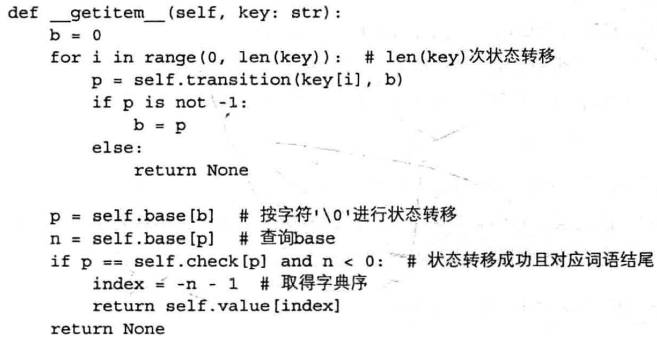 def __getitem__(self, key: str):
    b = 0
    for i in range(0, len(key)):  # len(key)次状态转移
        p = self.transition(key[i], b)
        if p is not -1:
            b = p
        else:
            return None

    p = self.base[b]  # 按字符'\0'进行状态转移
    n = self.base[p]  # 查询base
    if p == self.check[p] and n < 0:  # 状态转移成功且对应词语结尾
        index = -n - 1  # 取得字典序
        return self.value[index]
    return None